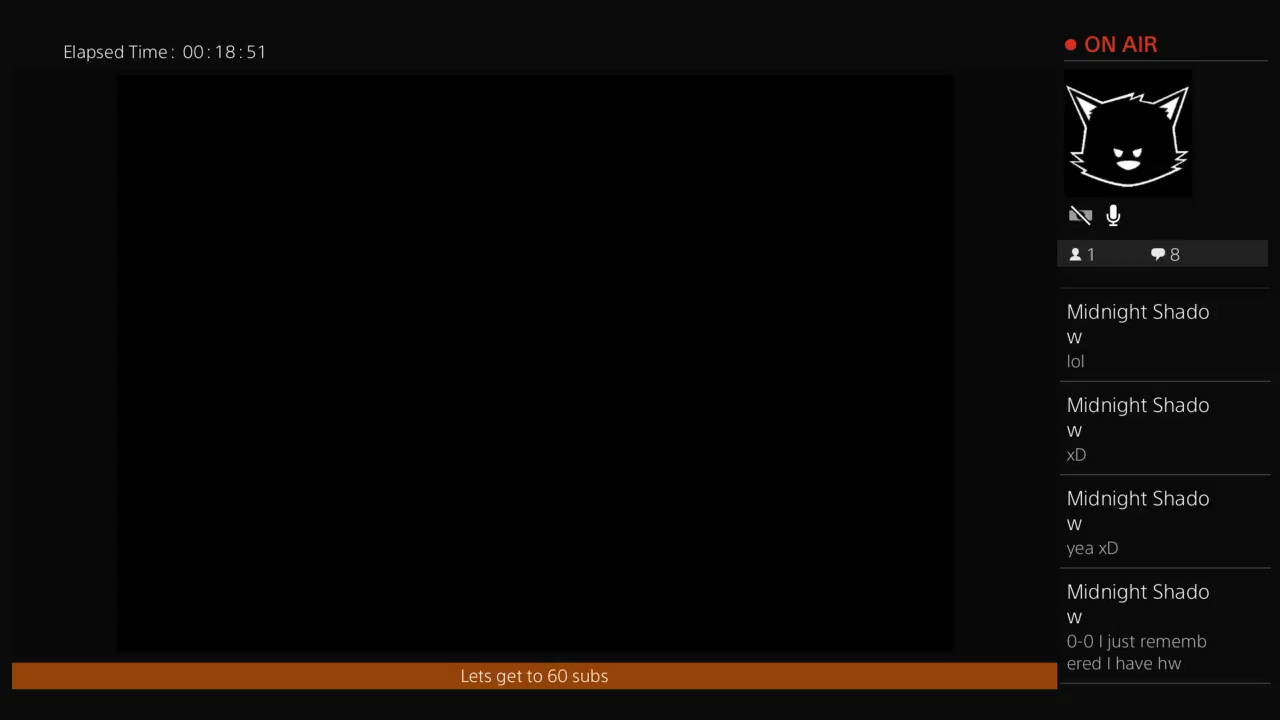 Elapsed Time: 00:18:51
ON AIR
1 8
Midnight Shado
w
lol
Midnight Shado
w
xD
Midnight Shado
w
yea xD
Midnight Shado
w
0-0 I just rememb
ered I have hw
Lets get to 60 subs